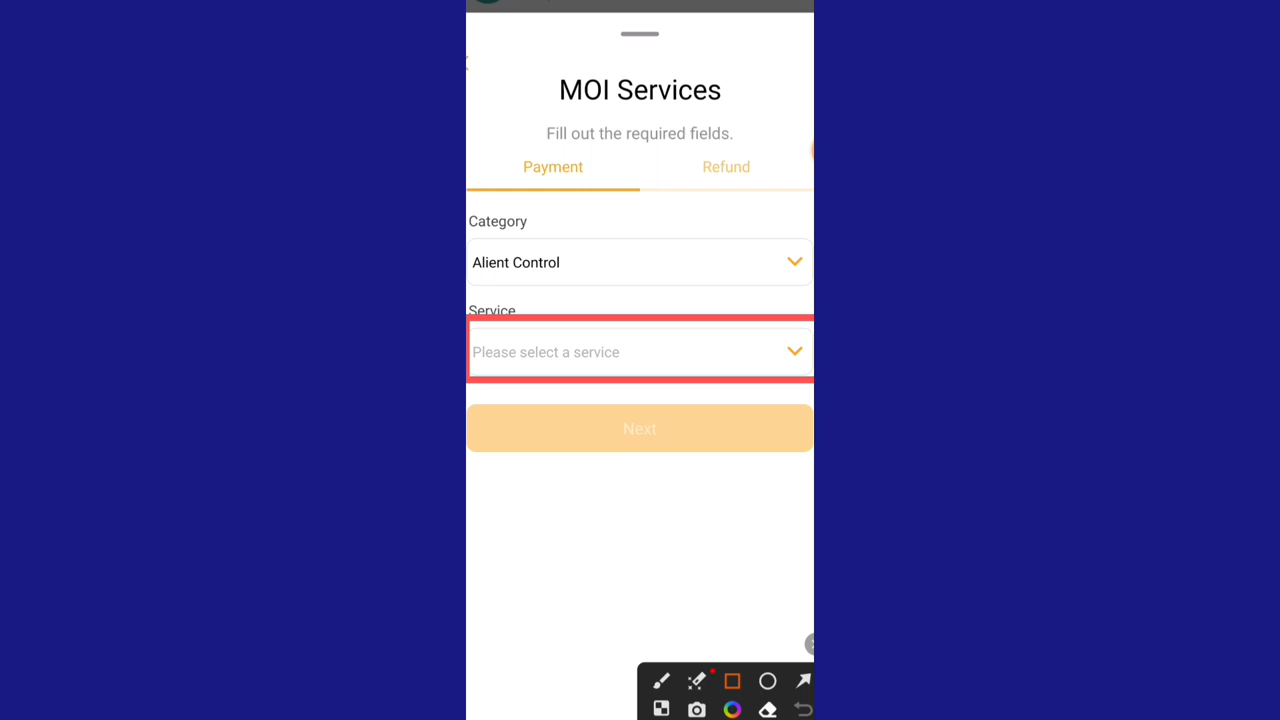 MOI Services
Fill out the required fields.
Payment
Refund
Category
Alient Control
Service
Please select a service
Next